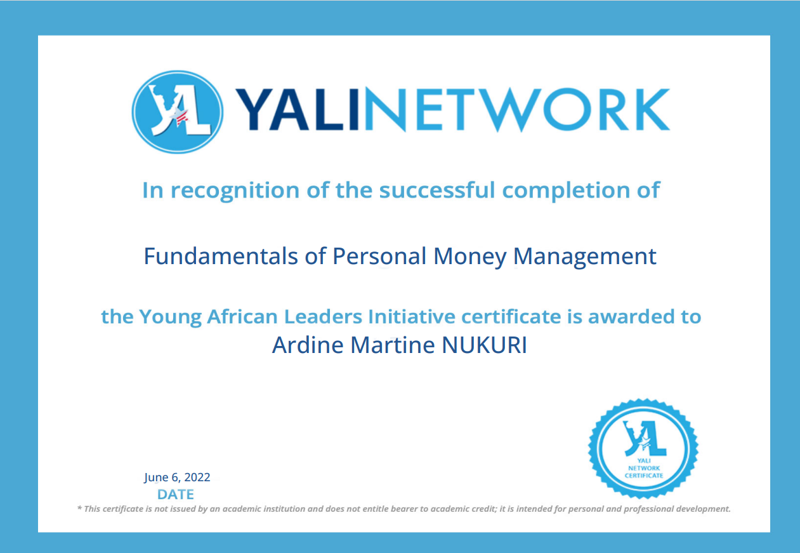 YALINETWORK
In recognition of the successful completion of
Fundamentals of Personal Money Management
the Young African Leaders Initiative certificate is awarded to
Ardine Martine NUKURI
YALI
NETWORK
CERTIFICATE
June 6, 2022
DATE
* This certificate is not issued by an academic institution and does not entitle bearer to academic credit; it is intended for personal and professional development.